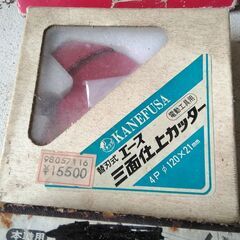 KANEFUSA
替刃式 エース
電動工具用
三面仕上カッター
4P φ120×21mm
98057116
¥15500